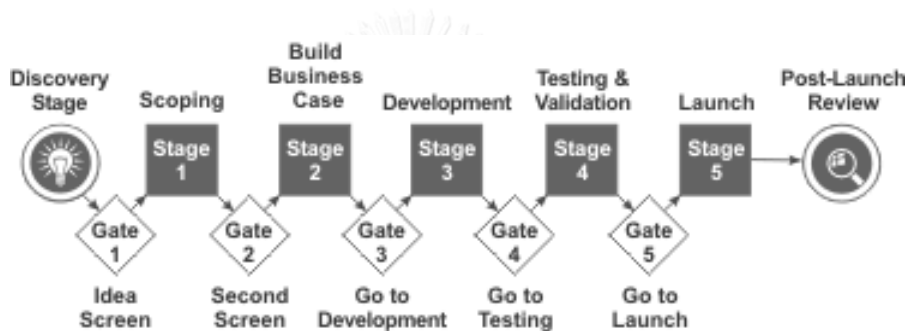 Discovery
Stage
Scoping
Build
Business
Case
Development
Testing &
Validation
Launch
Post-Launch
Review
Stage
1
Stage
2
Stage
3
Stage
4
Stage
5
Gate
1
Gate
2
Gate
3
Gate
4
Gate
5
Idea
Screen
Second
Screen
Go to
Development
Go to
Testing
Go to
Launch